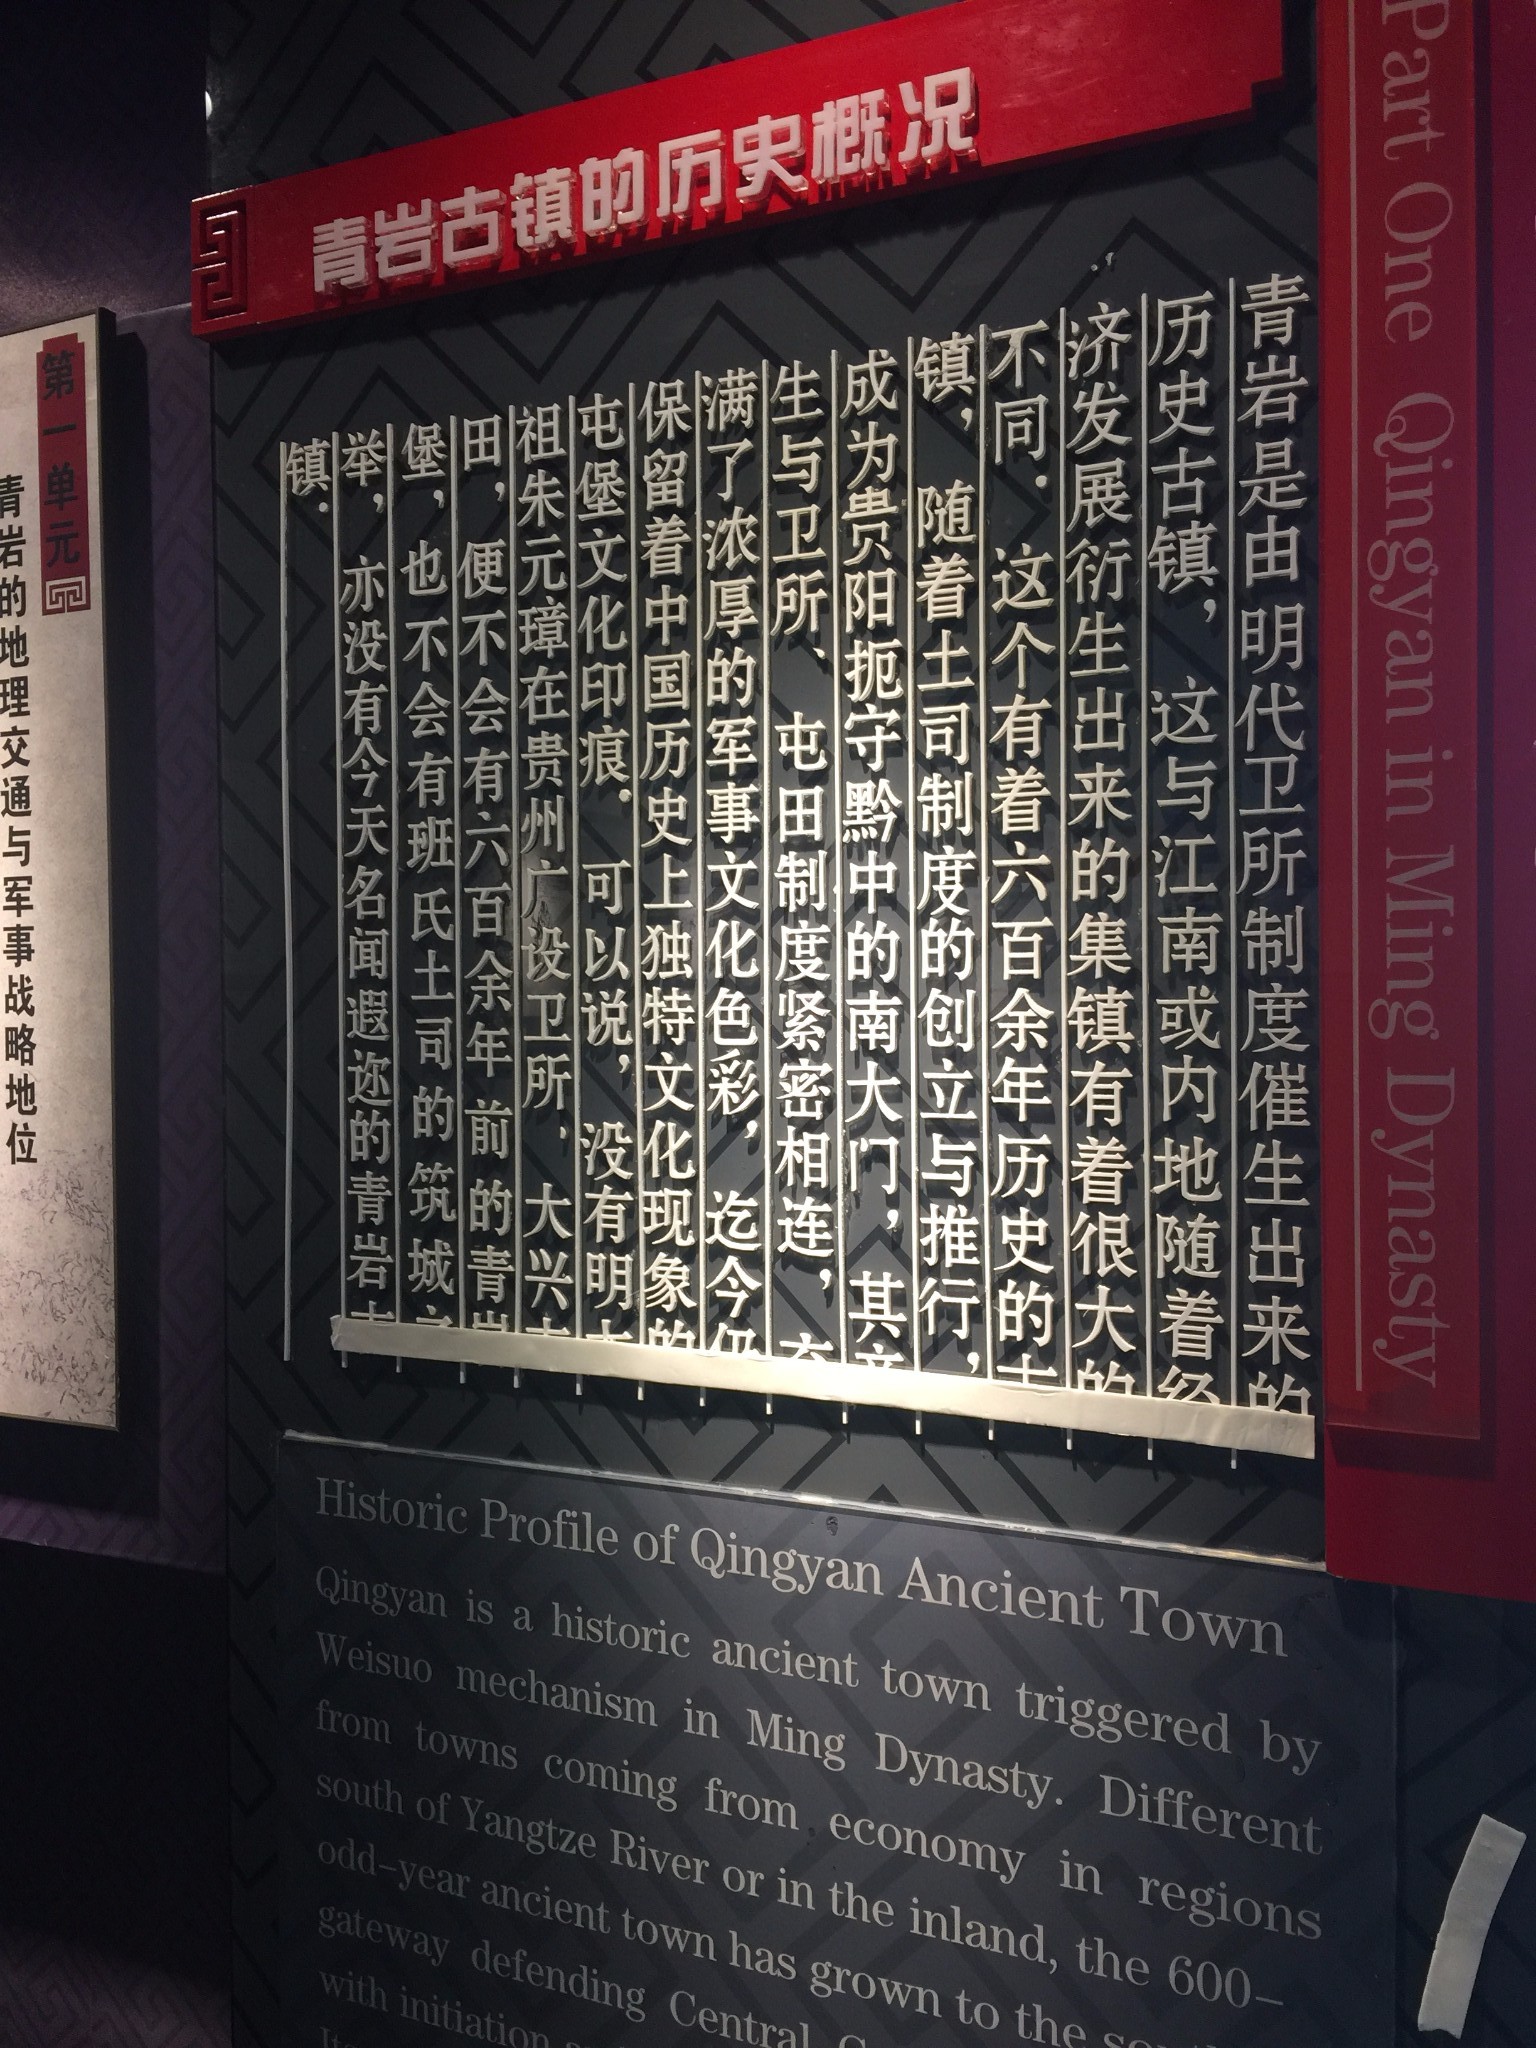 青岩古镇的历史概况
青岩是由明代卫所制度催生出来的
历史古镇，这与江南或内地随着经
济发展衍生出来的集镇有着很大的
不同．这个有着六百余年历史的
镇，随着土司制度的创立与推行，
成为贵阳扼守黔中的南大门，其
生与卫所、屯田制度紧密相连，
满了浓厚的军事文化色彩，迄今
保留着中国历史上独特文化现象的
屯堡文化印痕．可以说，没有明
祖朱元璋在贵州广设卫所、大兴
田，便不会有六百余年前的青
堡，也不会有班氏土司的筑城
举，亦没有今天名闻遐迩的青岩
镇．
Part One Qingyan in Ming Dynasty
第一单元
青岩的地理交通与军事战略地位
Historic Profile of Qingyan Ancient Town
Qingyan is a historic ancient town triggered by
Weisuo mechanism in Ming Dynasty. Different
from towns coming from economy in regions
south of Yangtze River or in the inland, the 600-
odd-year ancient town has grown to the
gateway defending Central
with initiation